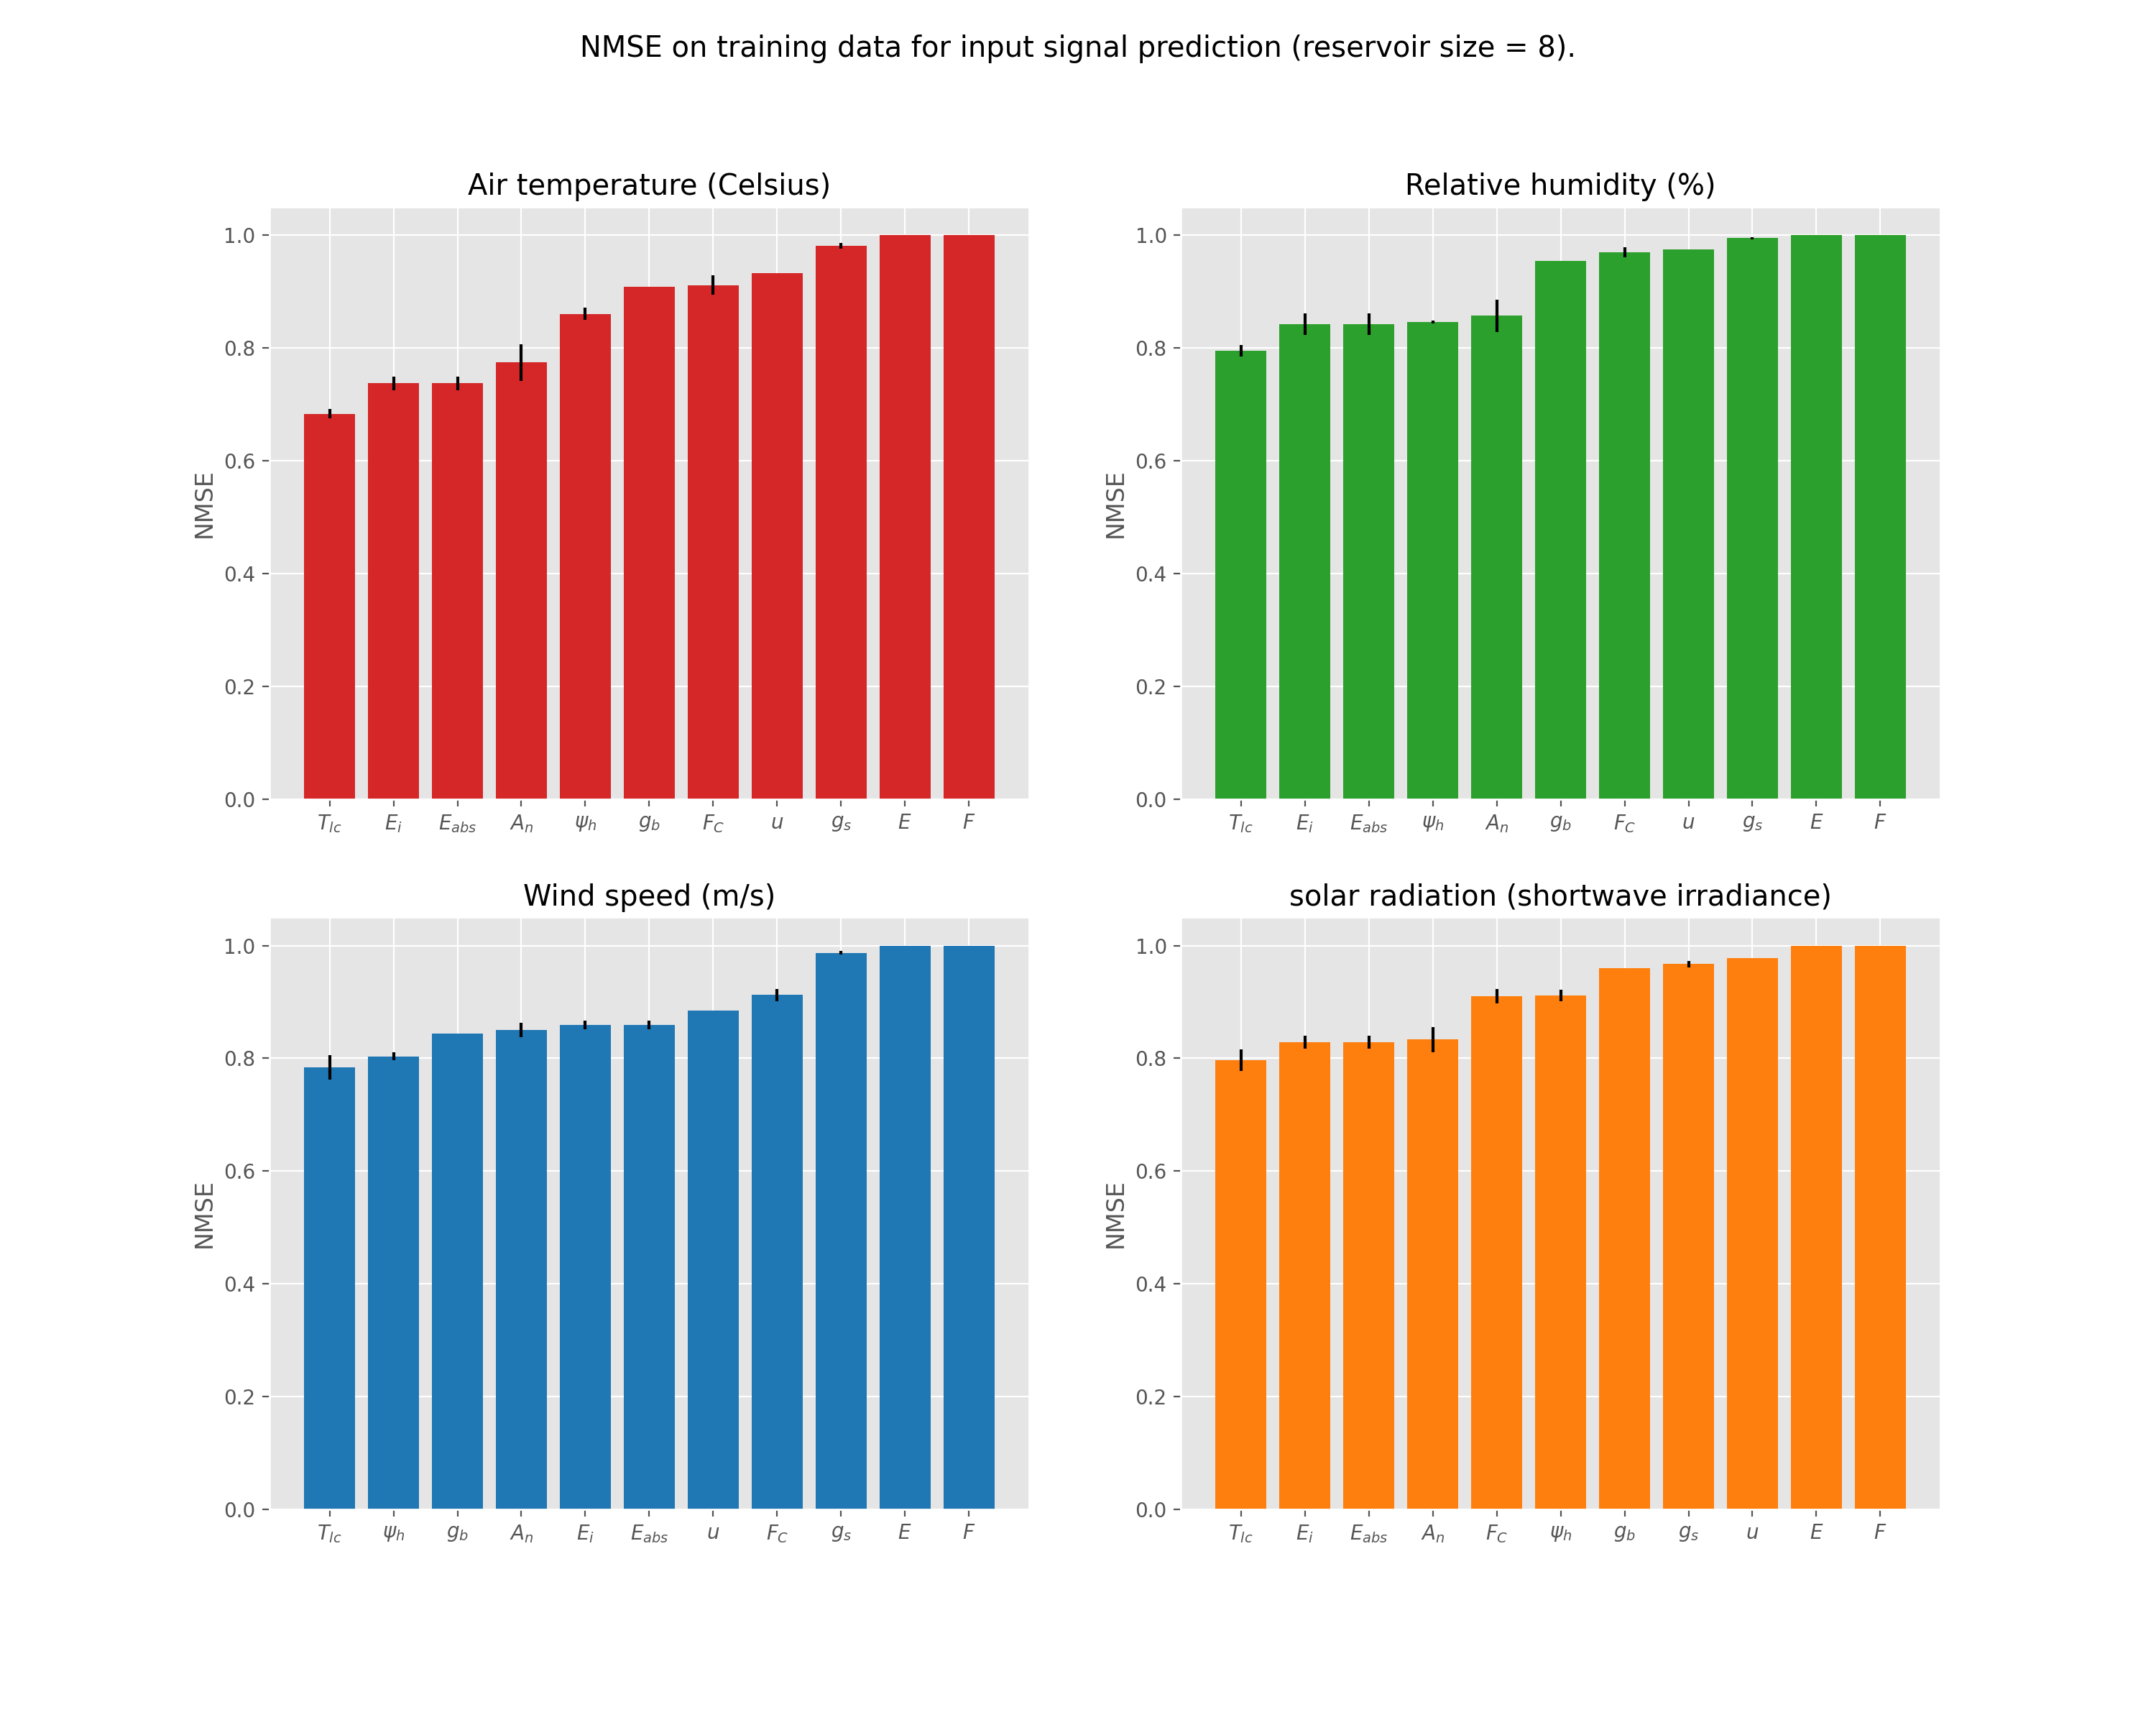 NMSE on training data for input signal prediction (reservoir size = 8).
Air temperature (Celsius)
NMSE
1.0
0.8
0.6
0.4
0.2
0.0
T_lc E_i E_abs A_n ψ_h g_b F_C u g_s E F
Relative humidity (%)
NMSE
1.0
0.8
0.6
0.4
0.2
0.0
T_lc E_i E_abs ψ_h A_n g_b F_C u g_s E F
Wind speed (m/s)
NMSE
1.0
0.8
0.6
0.4
0.2
0.0
T_lc ψ_h g_b A_n E_i E_abs u F_C g_s E F
solar radiation (shortwave irradiance)
NMSE
1.0
0.8
0.6
0.4
0.2
0.0
T_lc E_i E_abs A_n F_C ψ_h g_b g_s u E F